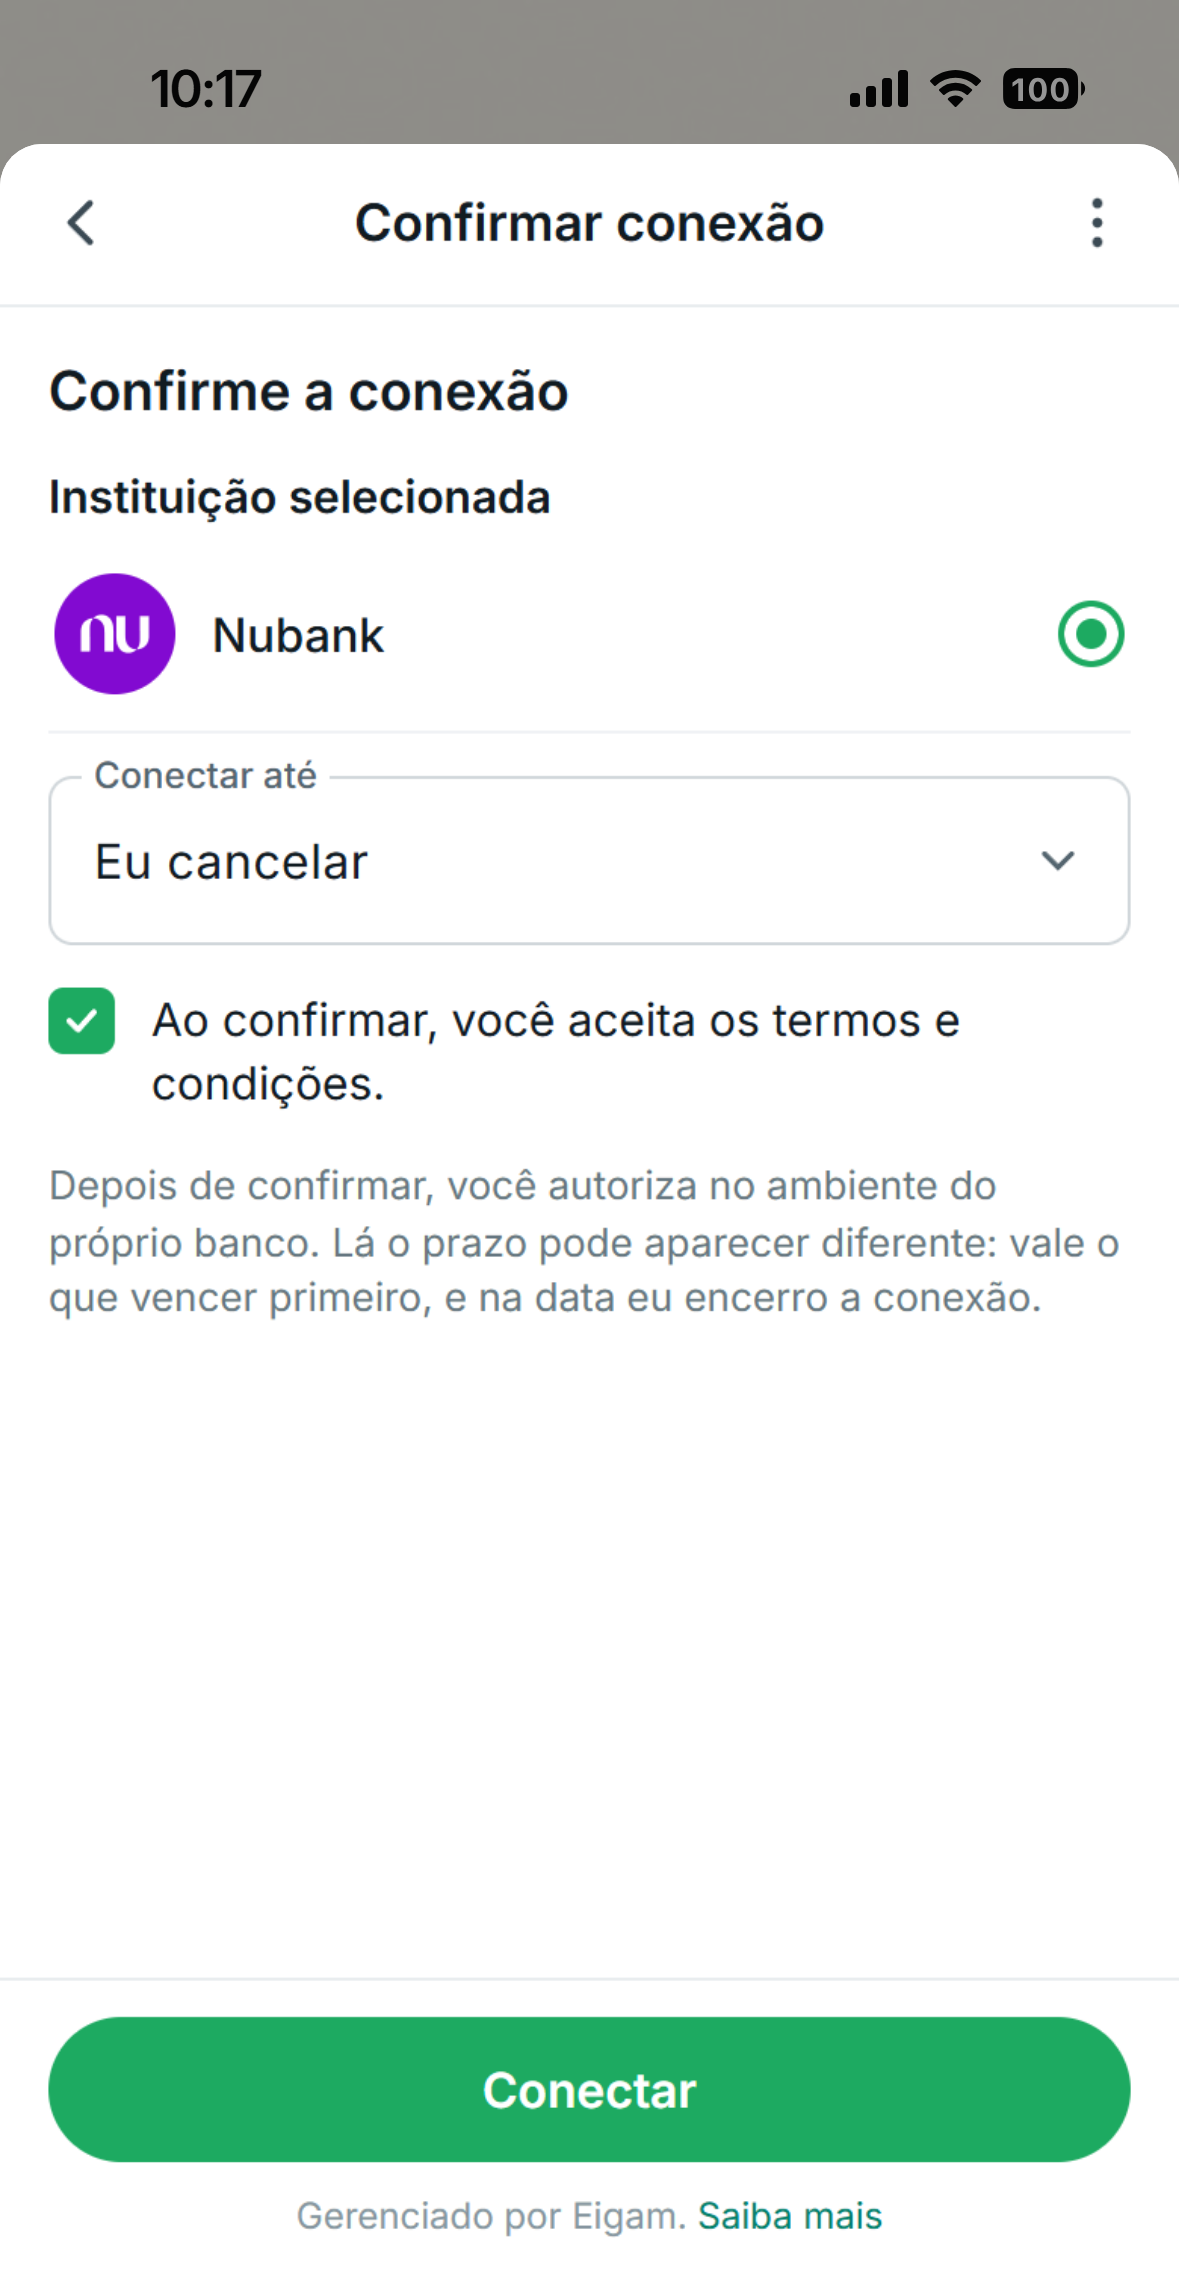 10:17
100
Confirmar conexão
Confirme a conexão
Instituição selecionada
nu
Nubank
Conectar até
Eu cancelar
Ao confirmar, você aceita os termos e
condições.
Depois de confirmar, você autoriza no ambiente do
próprio banco. Lá o prazo pode aparecer diferente: vale o
que vencer primeiro, e na data eu encerro a conexão.
Conectar
Gerenciado por Eigam. Saiba mais